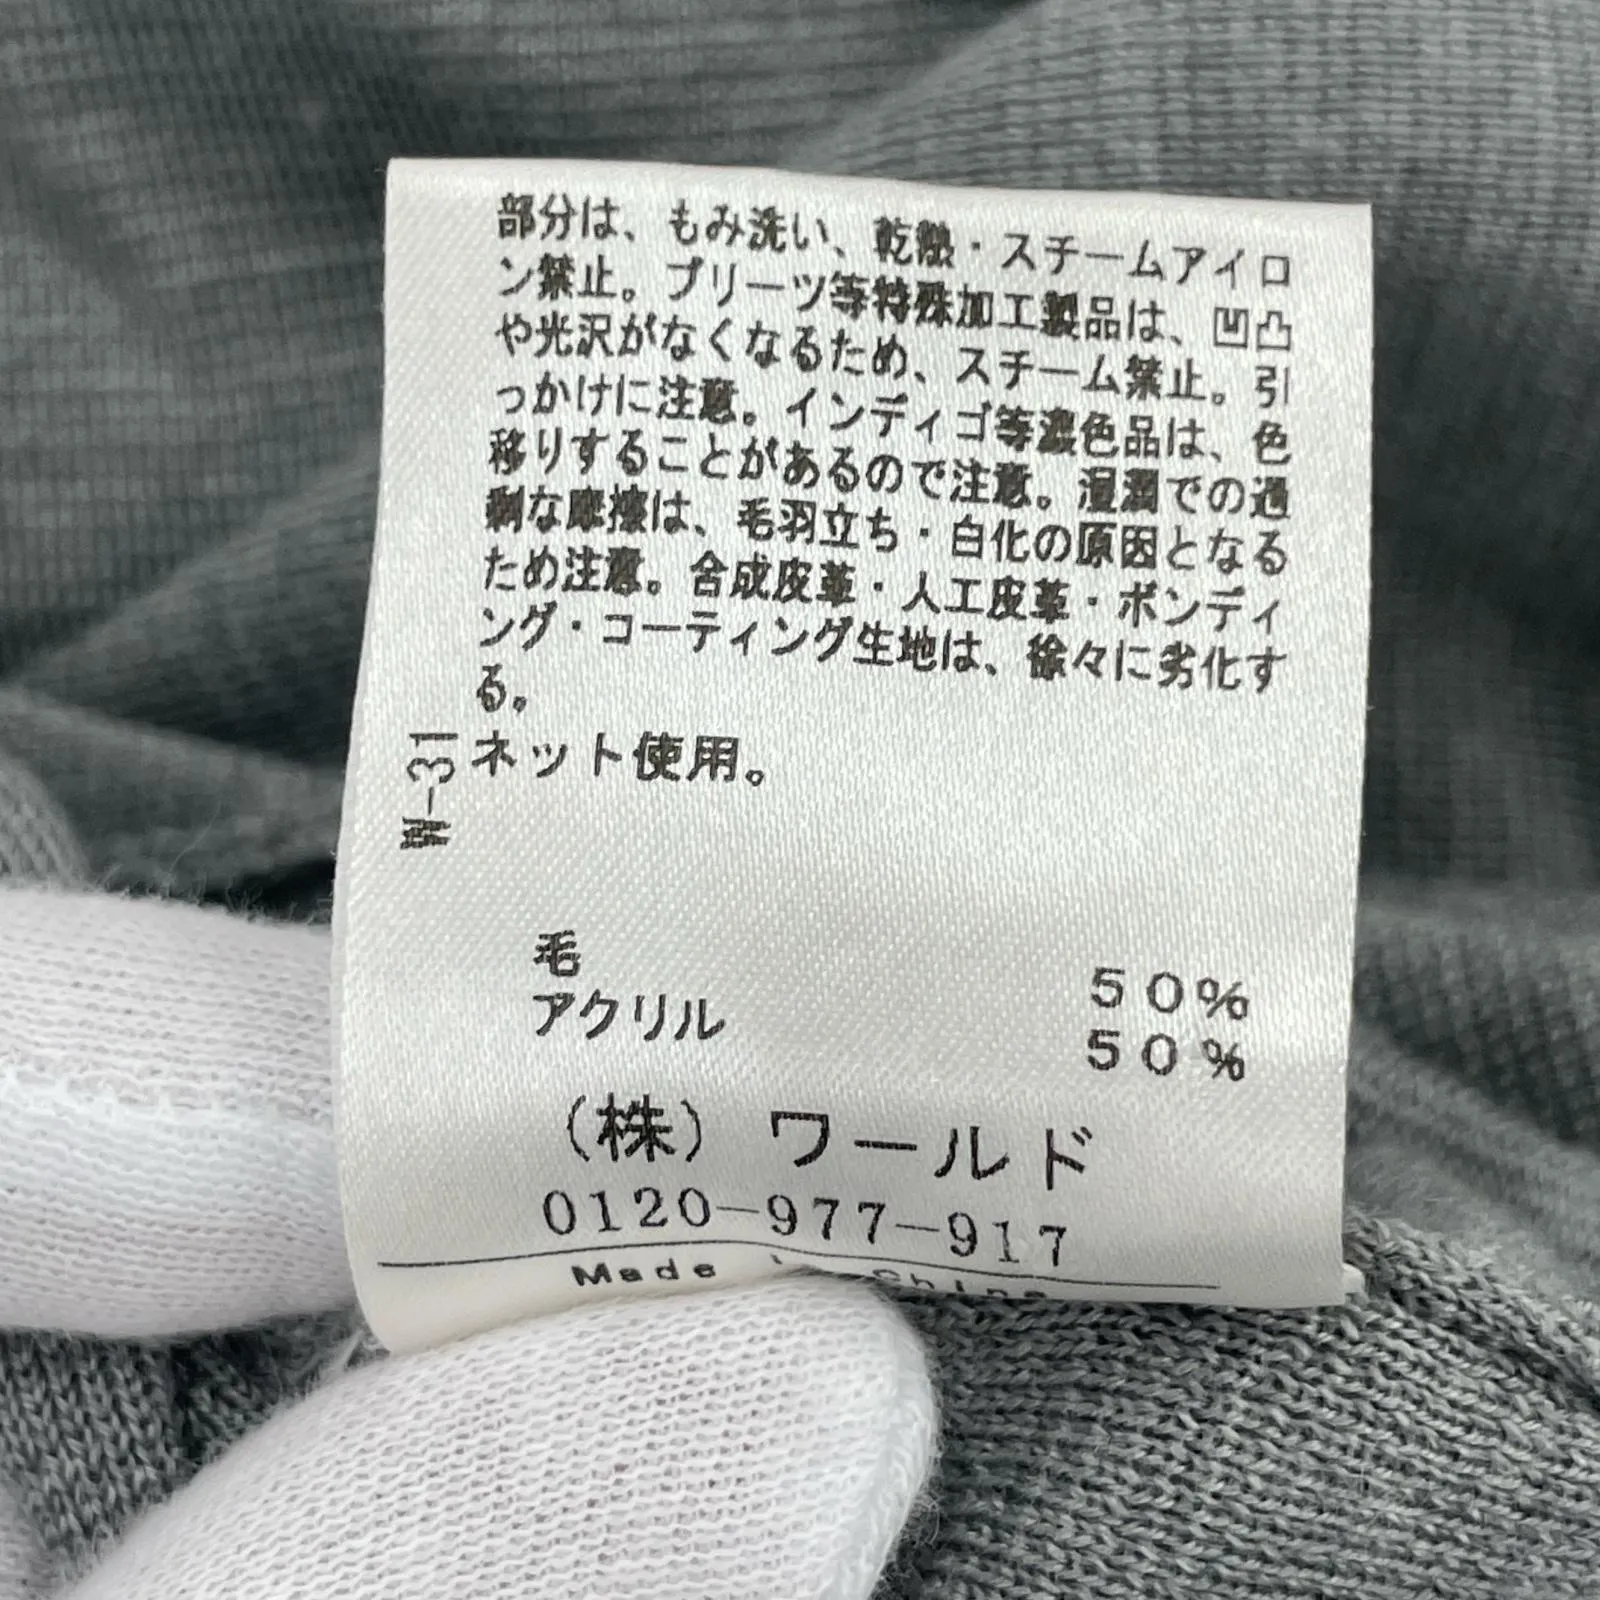 部分は、もみ洗い、乾熱・スチームアイロ
ン禁止。プリーツ等特殊加工製品は、凹凸
や光沢がなくなるため、スチーム禁止。引
っかけに注意。インディゴ等濃色品は、色
移りすることがあるので注意。湿潤での過
剰な摩擦は、毛羽立ち・白化の原因となる
ため注意。合成皮革・人工皮革・ボンディ
ング・コーティング生地は、徐々に劣化す
る。
ネット使用。
W-31
毛 50%
アクリル 50%
(株) ワールド
0120-977-917
Made in China